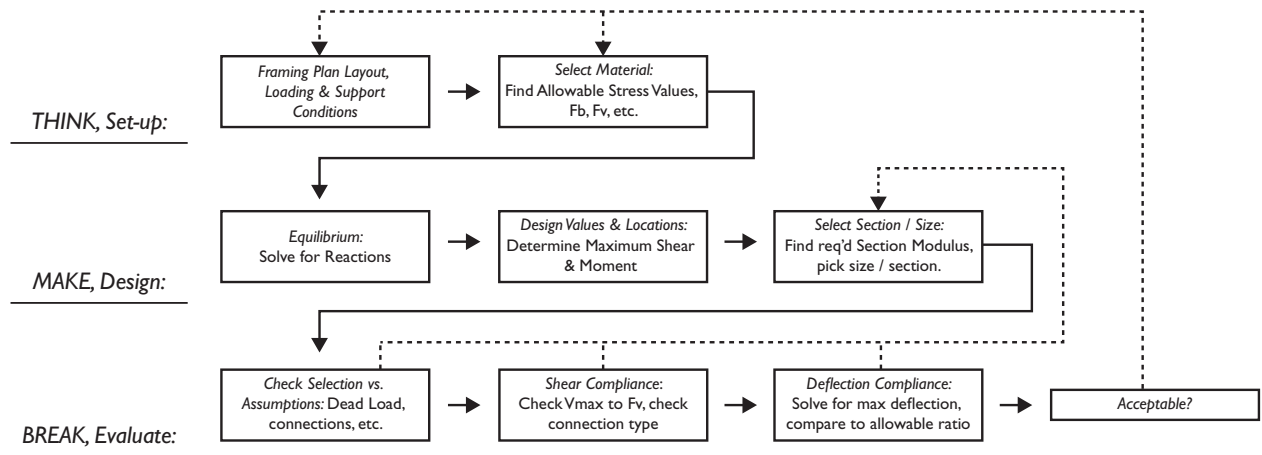 THINK, Set-up:
Framing Plan Layout,
Loading & Support
Conditions
Select Material:
Find Allowable Stress Values,
Fb, Fv, etc.
MAKE, Design:
Equilibrium:
Solve for Reactions
Design Values & Locations:
Determine Maximum Shear
& Moment
Select Section / Size:
Find req'd Section Modulus,
pick size / section.
BREAK, Evaluate:
Check Selection vs.
Assumptions: Dead Load,
connections, etc.
Shear Compliance:
Check Vmax to Fv, check
connection type
Deflection Compliance:
Solve for max deflection,
compare to allowable ratio
Acceptable?